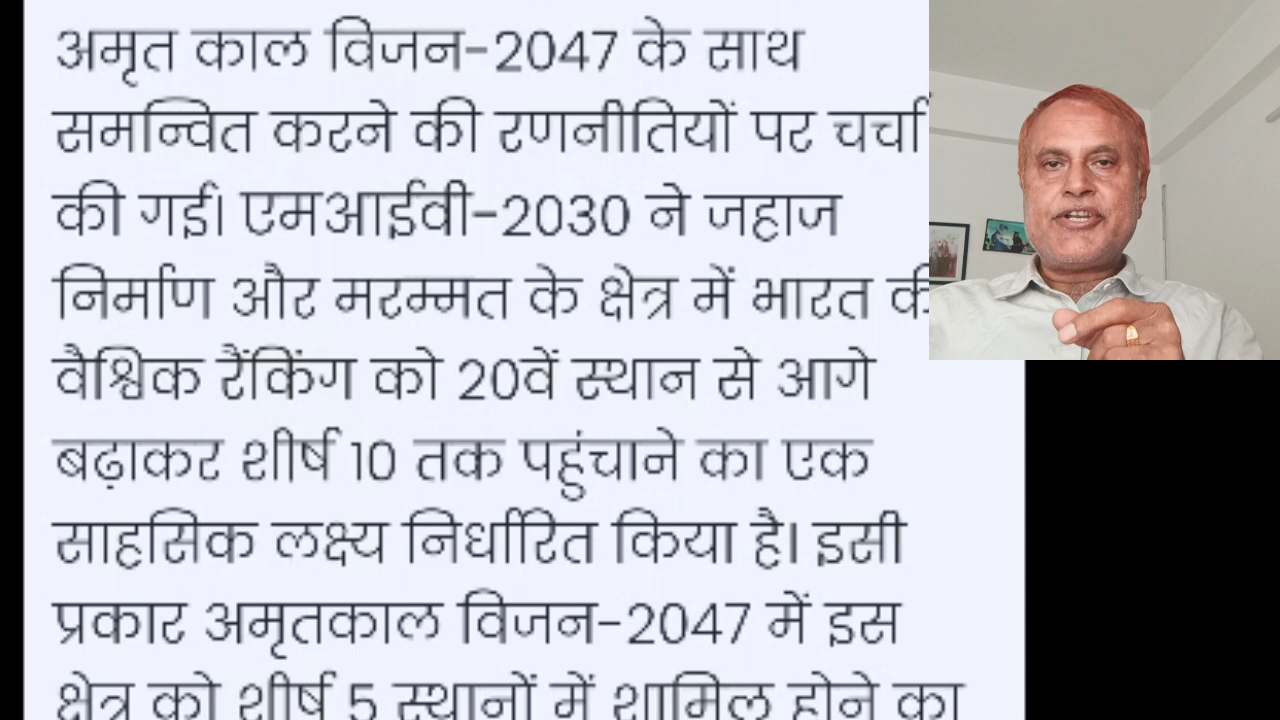 अमृत काल विजन-2047 के साथ
समन्वित करने की रणनीतियों पर चर्चा
की गई। एमआईवी-2030 ने जहाज
निर्माण और मरम्मत के क्षेत्र में भारत
वैश्विक रैंकिंग को 20वें स्थान से आगे
बढ़ाकर शीर्ष 10 तक पहुंचाने का एक
साहसिक लक्ष्य निर्धारित किया है। इसी
प्रकार अमृतकाल विजन-2047 में इस
क्षेत्र को शीर्ष 5 स्थानों में शामिल होने का